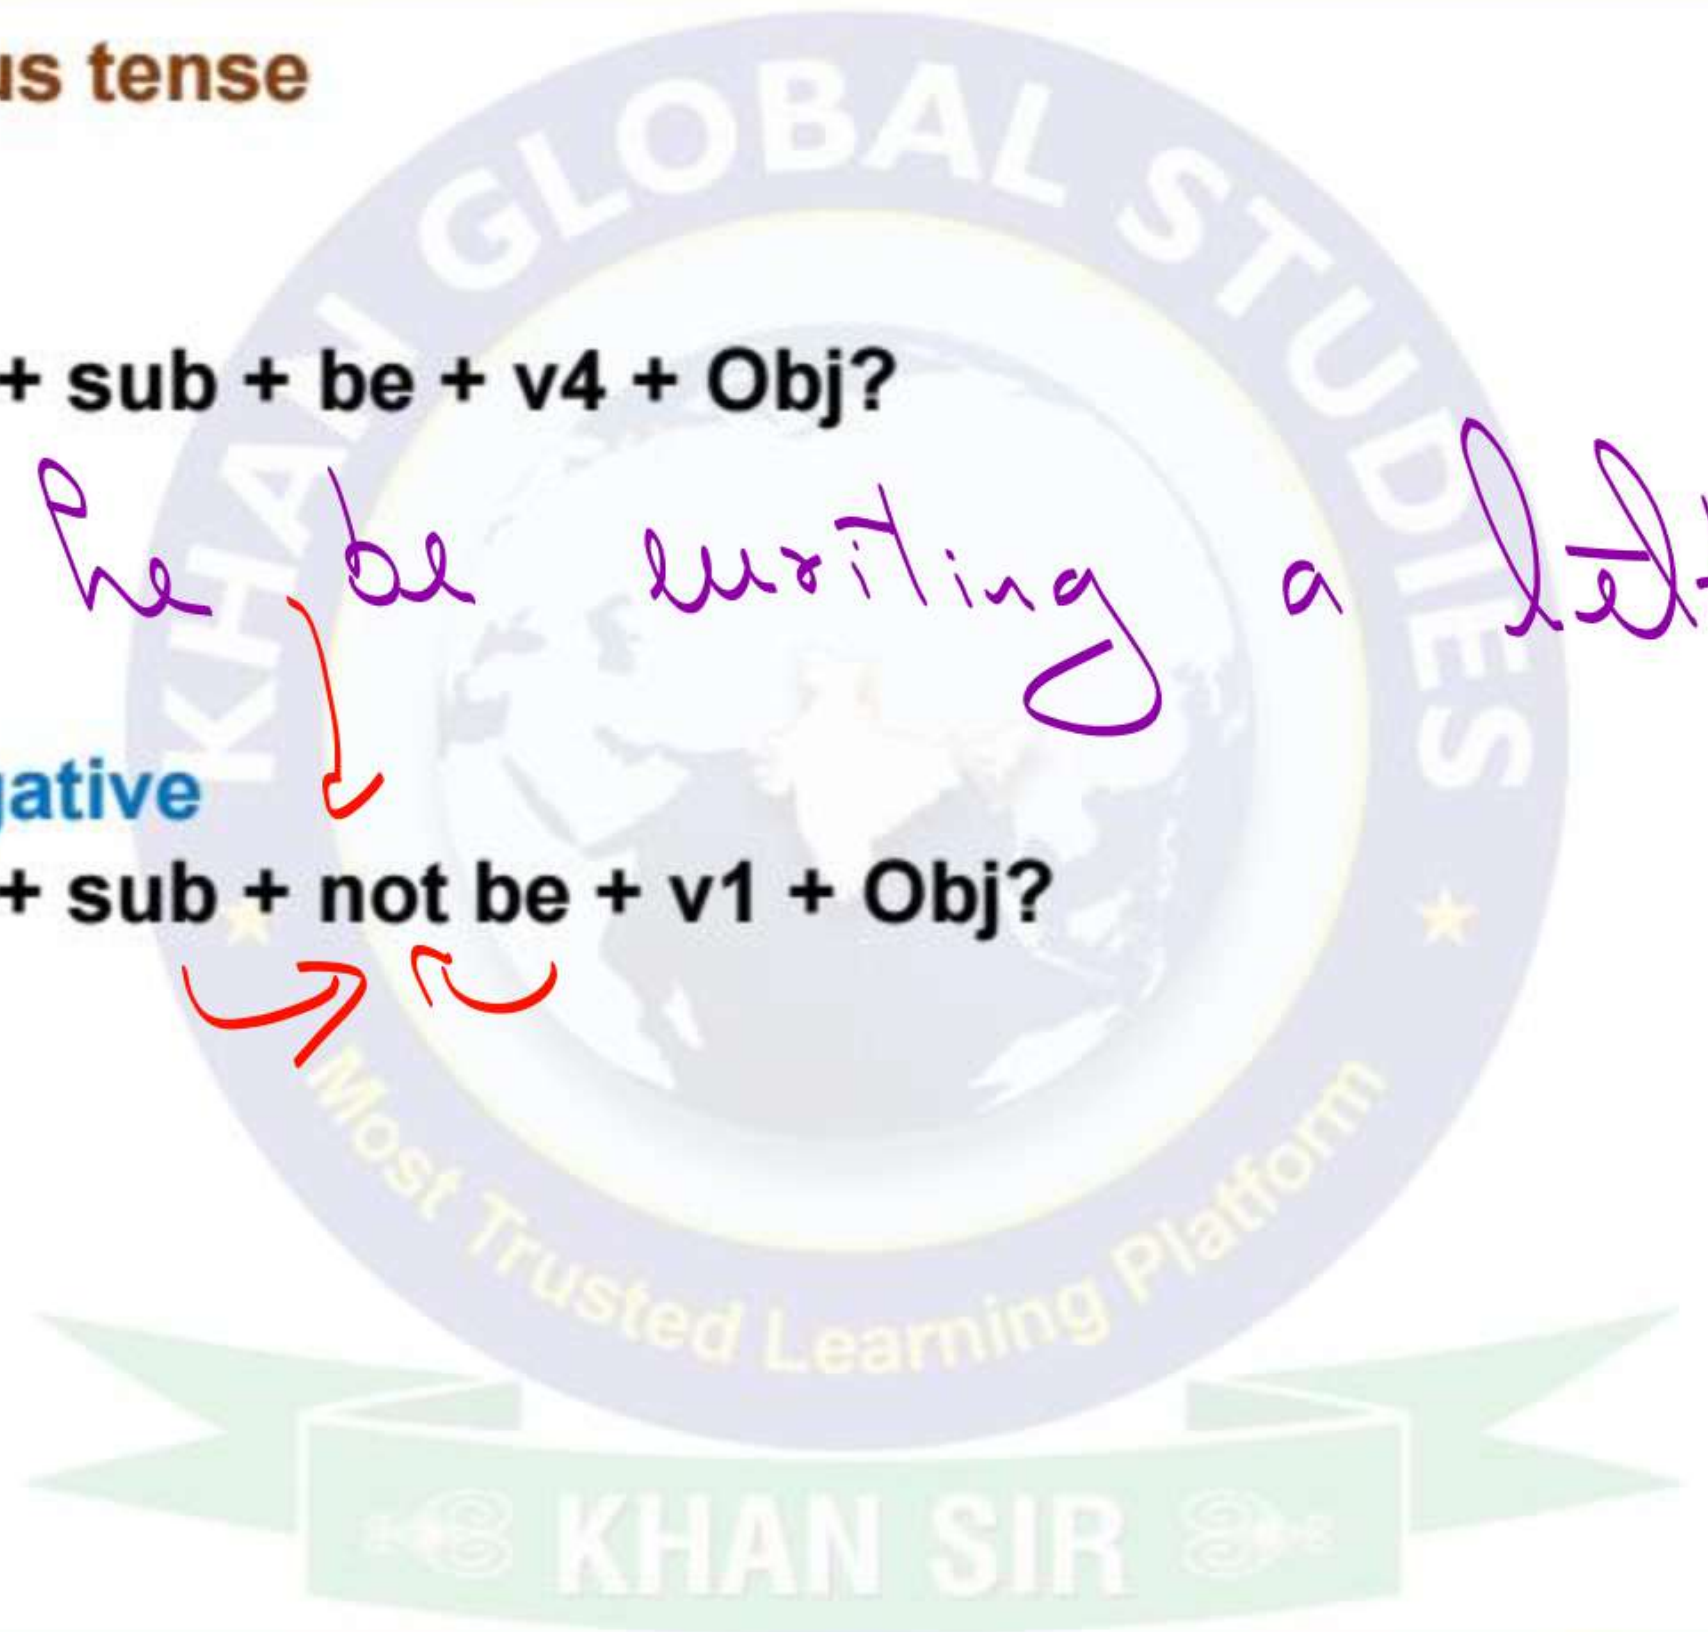 us tense
KHAN GLOBAL STUDIES
+ sub + be + v4 + Obj?
he be writing a lett
gative
+ sub + not be + v1 + Obj?
Most Trusted Learning Platform
KHAN SIR